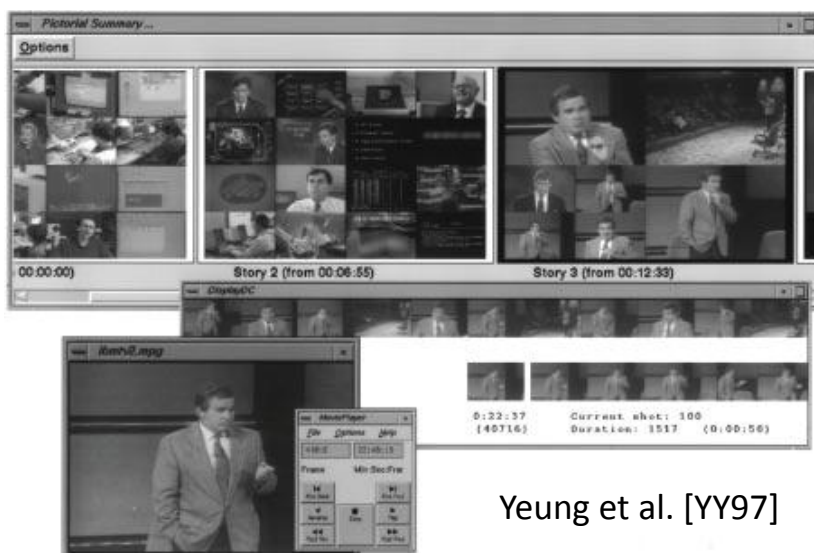 Pictorial Summary...
Options
00:00:00)
Story 2 (from 00:06:55)
Story 3 (from 00:12:33)
DisplayDC
MoviePlayer
File Options Help
Frame Min:Sec:Frar
0:22:37 Current shot: 100
(40716) Duration: 1517 (0:00:50)
Yeung et al. [YY97]